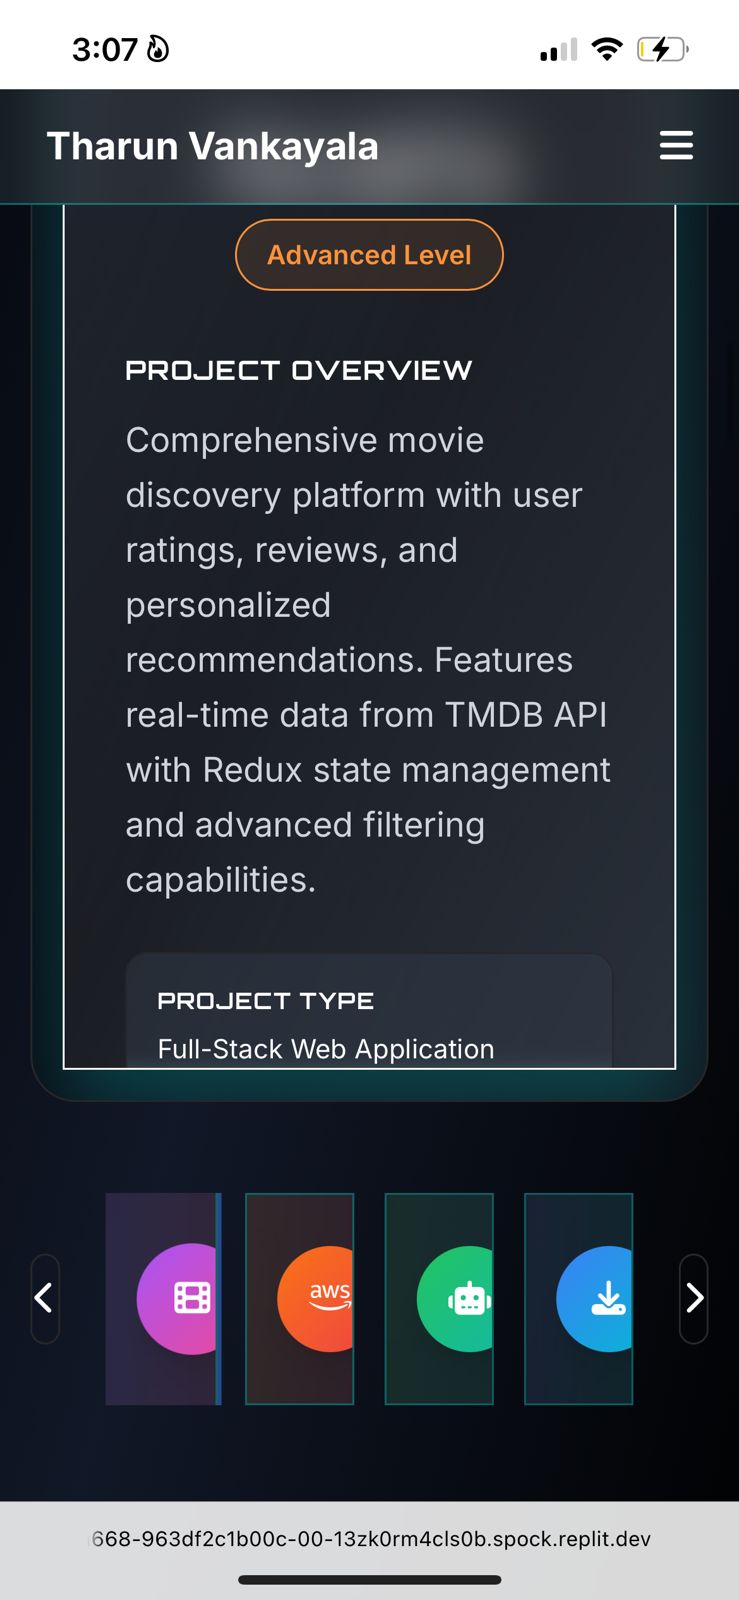 3:07
Tharun Vankayala
Advanced Level
PROJECT OVERVIEW
Comprehensive movie
discovery platform with user
ratings, reviews, and
personalized
recommendations. Features
real-time data from TMDB API
with Redux state management
and advanced filtering
capabilities.
PROJECT TYPE
Full-Stack Web Application
aws
668-963df2c1b00c-00-13zk0rm4cls0b.spock.replit.dev